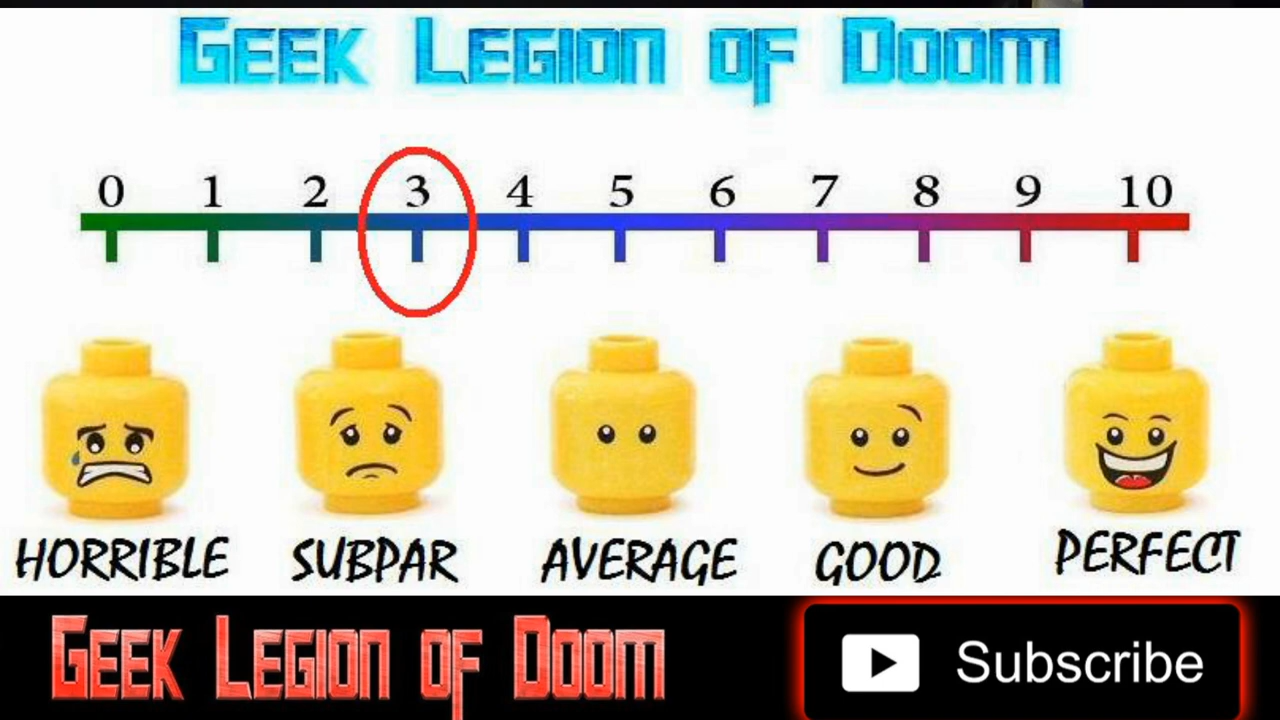 Geek Legion of Doom
0 1 2 3 4 5 6 7 8 9 10
HORRIBLE SUBPAR AVERAGE GOOD PERFECT
Geek Legion of Doom Subscribe